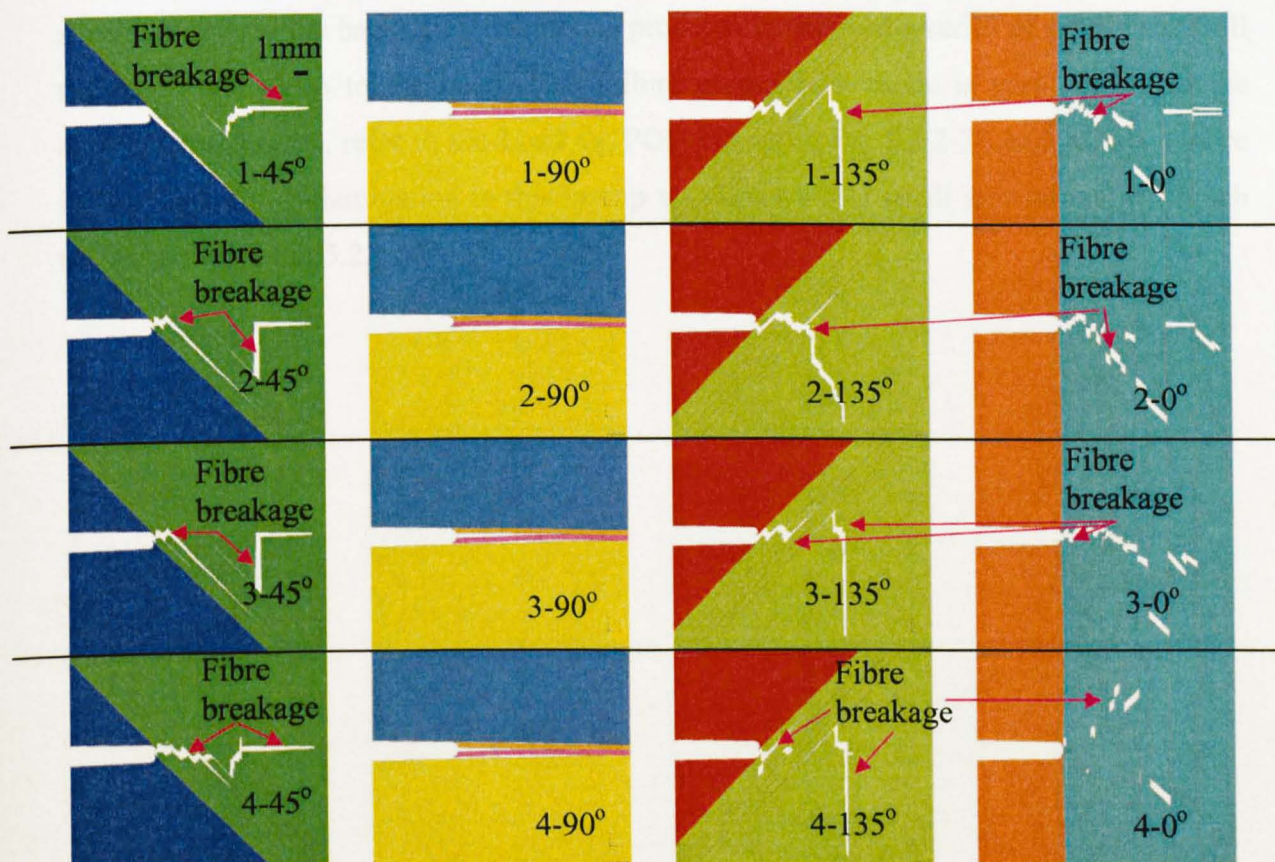 Fibre
breakage
1mm
Fibre
breakage
1-45°
1-90°
1-135°
1-0°
Fibre
breakage
Fibre
breakage
2-45°
2-90°
2-135°
2-0°
Fibre
breakage
Fibre
breakage
3-45°
3-90°
3-135°
3-0°
Fibre
breakage
Fibre
breakage
4-45°
4-90°
4-135°
4-0°